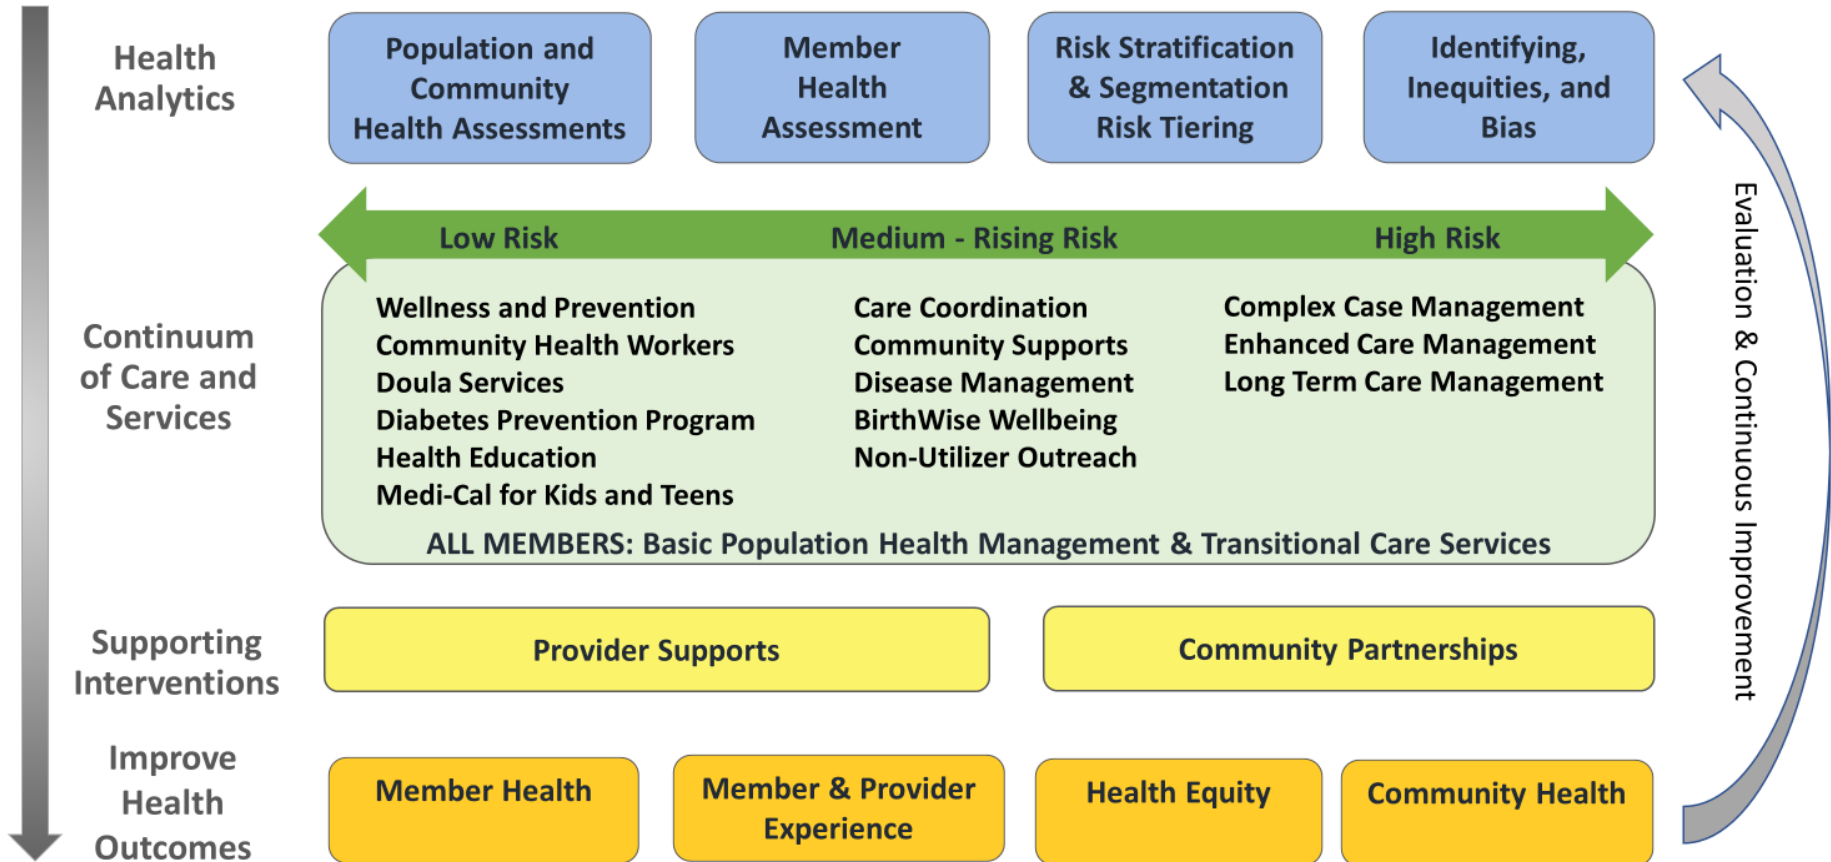 Health
Analytics
Population and
Community
Health Assessments
Member
Health
Assessment
Risk Stratification
& Segmentation
Risk Tiering
Identifying,
Inequities, and
Bias
Low Risk
Medium - Rising Risk
High Risk
Continuum
of Care and
Services
Wellness and Prevention
Community Health Workers
Doula Services
Diabetes Prevention Program
Health Education
Medi-Cal for Kids and Teens
Care Coordination
Community Supports
Disease Management
BirthWise Wellbeing
Non-Utilizer Outreach
Complex Case Management
Enhanced Care Management
Long Term Care Management
ALL MEMBERS: Basic Population Health Management & Transitional Care Services
Supporting
Interventions
Provider Supports
Community Partnerships
Improve
Health
Outcomes
Member Health
Member & Provider
Experience
Health Equity
Community Health
Evaluation & Continuous Improvement